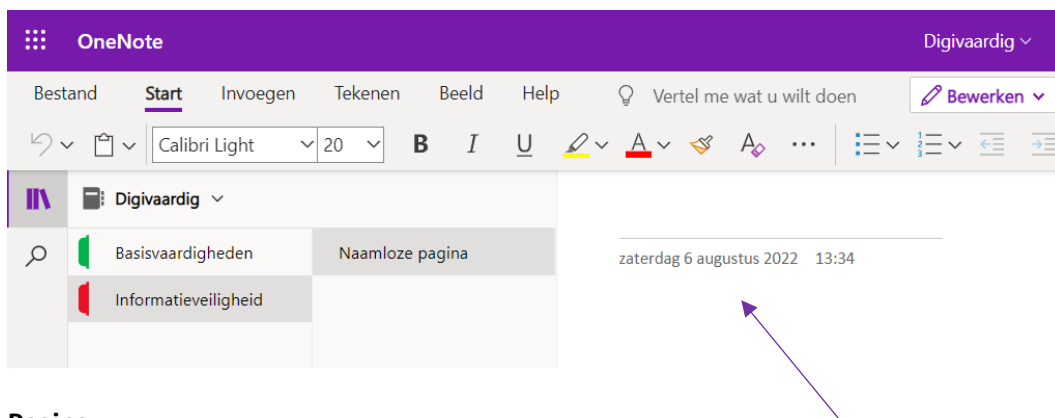 OneNote
Digivaardig
Bestand Start Invoegen Tekenen Beeld Help Vertel me wat u wilt doen Bewerken
Calibri Light 20 B I U A A ...
Digivaardig
Basisvaardigheden Naamloze pagina
zaterdag 6 augustus 2022 13:34
Informatieveiligheid